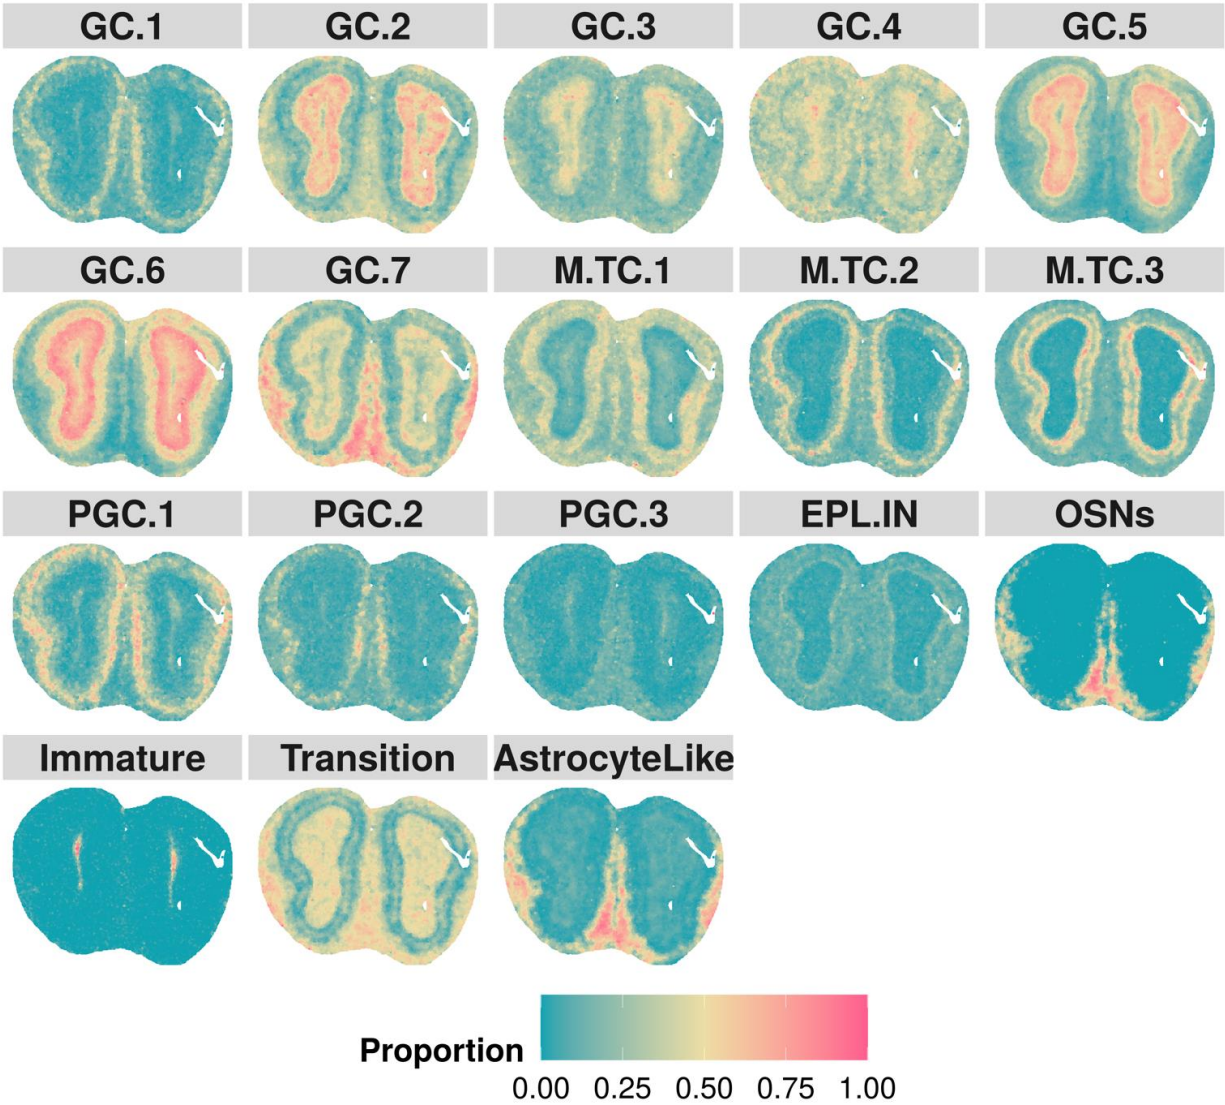 GC.1 GC.2 GC.3 GC.4 GC.5
GC.6 GC.7 M.TC.1 M.TC.2 M.TC.3
PGC.1 PGC.2 PGC.3 EPL.IN OSNs
Immature Transition AstrocyteLike
Proportion
0.00 0.25 0.50 0.75 1.00